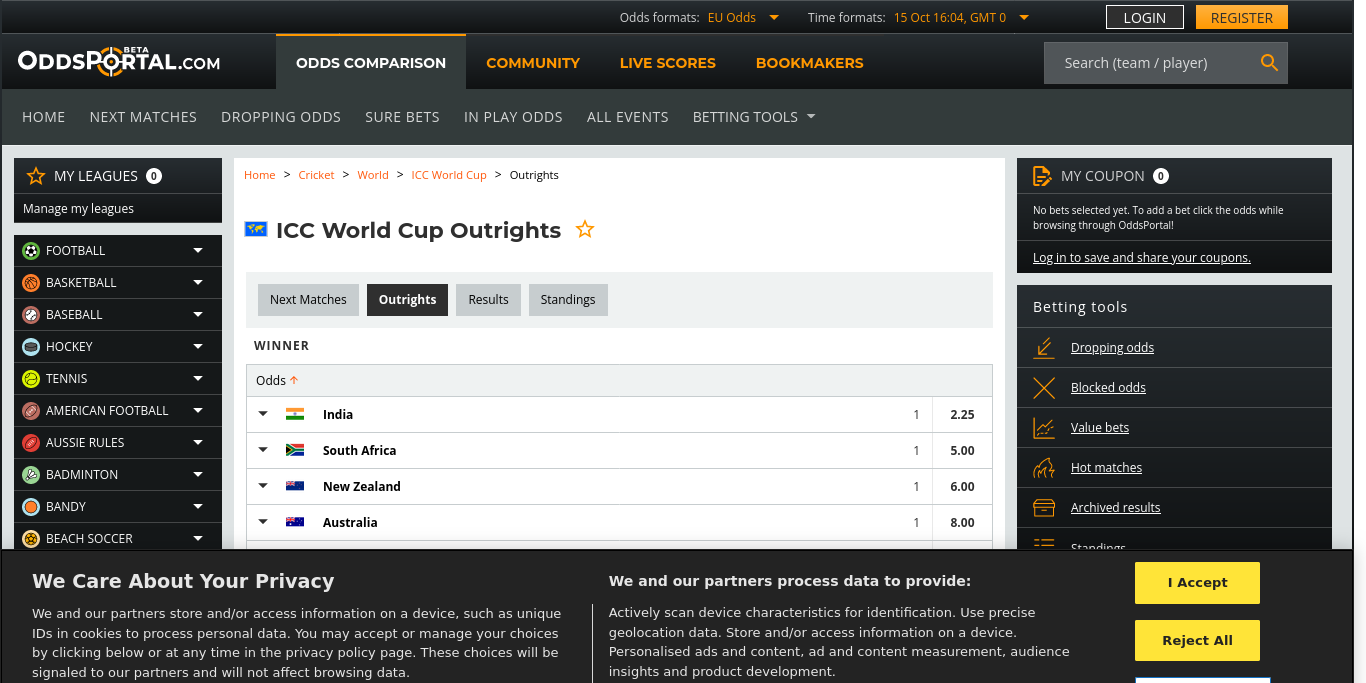 Odds formats: EU Odds Time formats: 15 Oct 16:04, GMT 0 LOGIN REGISTER
ODDSPORTAL.COM BETA
ODDS COMPARISON COMMUNITY LIVE SCORES BOOKMAKERS
Search (team / player)
HOME NEXT MATCHES DROPPING ODDS SURE BETS IN PLAY ODDS ALL EVENTS BETTING TOOLS
MY LEAGUES 0
Manage my leagues
FOOTBALL
BASKETBALL
BASEBALL
HOCKEY
TENNIS
AMERICAN FOOTBALL
AUSSIE RULES
BADMINTON
BANDY
BEACH SOCCER
Home > Cricket > World > ICC World Cup > Outrights
ICC World Cup Outrights
Next Matches Outrights Results Standings
WINNER
Odds
India 1 2.25
South Africa 1 5.00
New Zealand 1 6.00
Australia 1 8.00
MY COUPON 0
No bets selected yet. To add a bet click the odds while
browsing through OddsPortal!
Log in to save and share your coupons.
Betting tools
Dropping odds
Blocked odds
Value bets
Hot matches
Archived results
Standings
We Care About Your Privacy
We and our partners store and/or access information on a device, such as unique
IDs in cookies to process personal data. You may accept or manage your choices
by clicking below or at any time in the privacy policy page. These choices will be
signaled to our partners and will not affect browsing data.
We and our partners process data to provide:
Actively scan device characteristics for identification. Use precise
geolocation data. Store and/or access information on a device.
Personalised ads and content, ad and content measurement, audience
insights and product development.
I Accept
Reject All